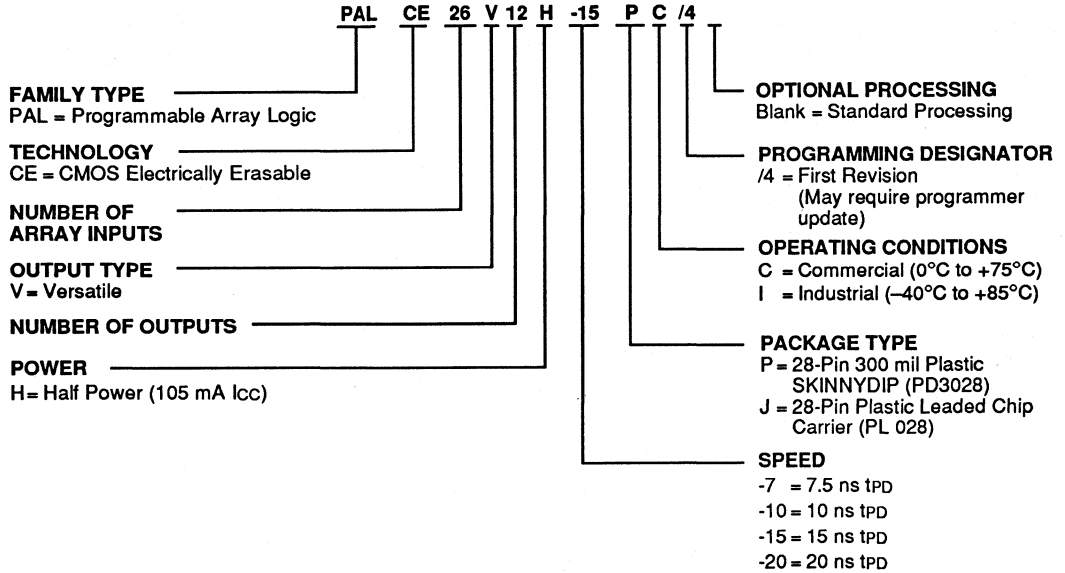 PAL CE 26 V 12 H -15 P C /4
FAMILY TYPE
PAL = Programmable Array Logic
TECHNOLOGY
CE = CMOS Electrically Erasable
NUMBER OF
ARRAY INPUTS
OUTPUT TYPE
V = Versatile
NUMBER OF OUTPUTS
POWER
H = Half Power (105 mA ICC)
OPTIONAL PROCESSING
Blank = Standard Processing
PROGRAMMING DESIGNATOR
/4 = First Revision
(May require programmer
update)
OPERATING CONDITIONS
C = Commercial (0°C to +75°C)
I = Industrial (–40°C to +85°C)
PACKAGE TYPE
P = 28-Pin 300 mil Plastic
SKINNYDIP (PD3028)
J = 28-Pin Plastic Leaded Chip
Carrier (PL 028)
SPEED
-7 = 7.5 ns tPD
-10 = 10 ns tPD
-15 = 15 ns tPD
-20 = 20 ns tPD